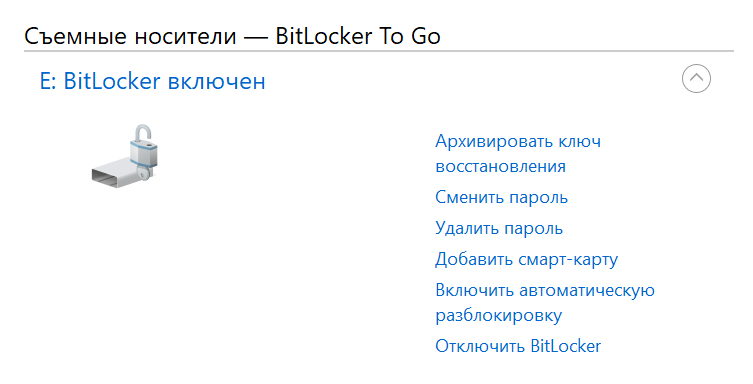 Съемные носители — BitLocker To Go
E: BitLocker включен
Архивировать ключ
восстановления
Сменить пароль
Удалить пароль
Добавить смарт-карту
Включить автоматическую
разблокировку
Отключить BitLocker